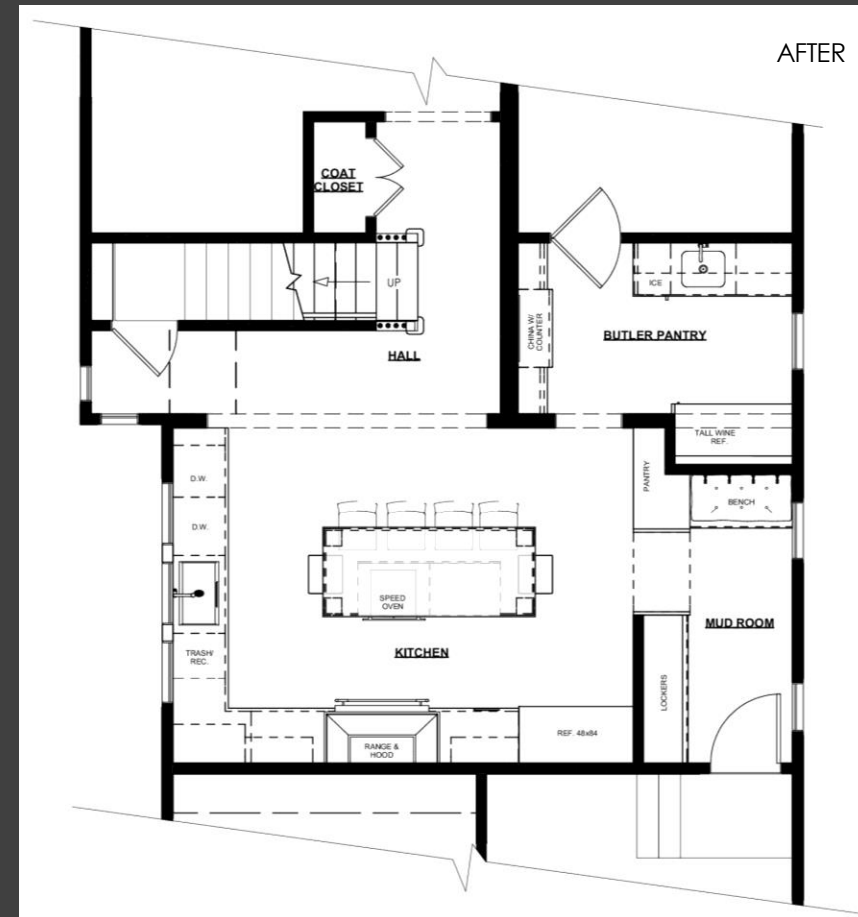 AFTER
COAT
CLOSET
UP
HALL
ICE
CHINA W/
COUNTER
BUTLER PANTRY
TALL WINE
REF.
D.W.
D.W.
PANTRY
BENCH
SPEED
OVEN
TRASH/
REC.
KITCHEN
MUD ROOM
LOCKERS
RANGE &
HOOD
REF. 48x84